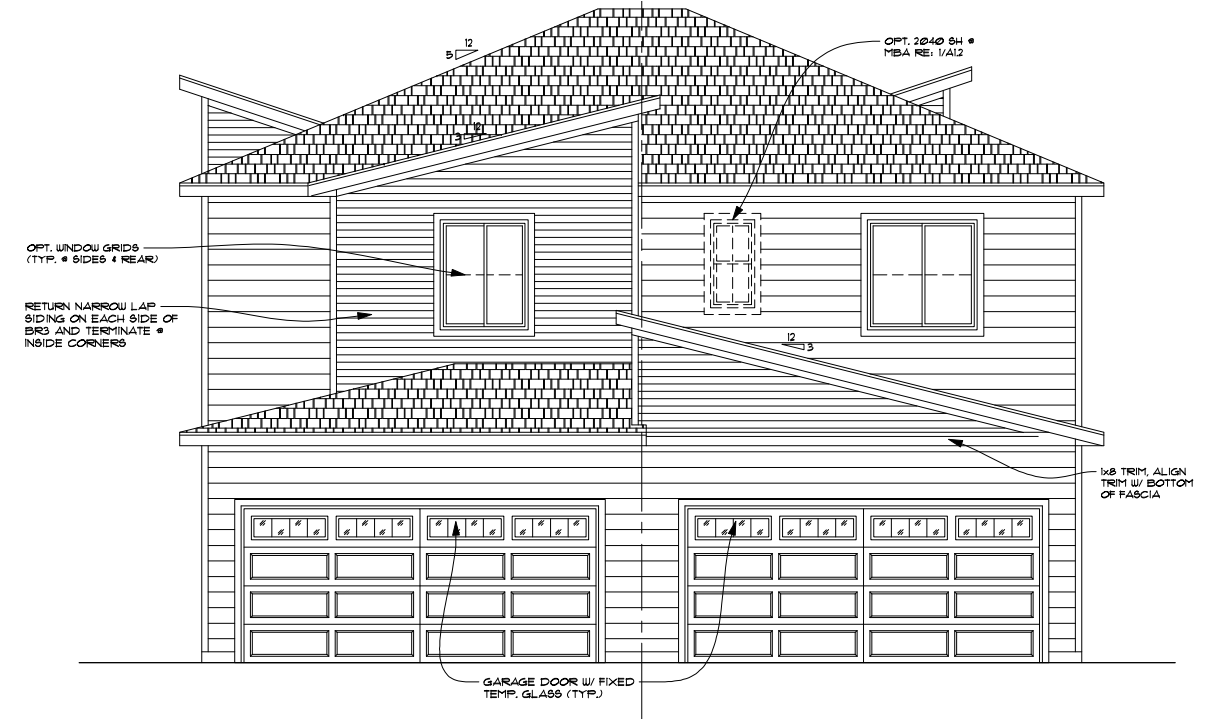 12
5
OPT. 2040 SH @
MBA RE: 1/A1.2
12
3
OPT. WINDOW GRIDS
(TYP. @ SIDES & REAR)
RETURN NARROW LAP
SIDING ON EACH SIDE OF
BR3 AND TERMINATE @
INSIDE CORNERS
12
3
1x8 TRIM, ALIGN
TRIM W/ BOTTOM
OF FASCIA
GARAGE DOOR W/ FIXED
TEMP. GLASS (TYP.)